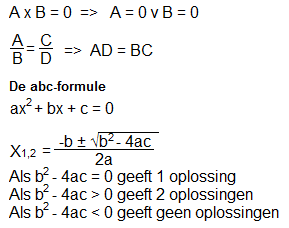 A x B = 0 => A = 0 v B = 0
A/B = C/D => AD = BC
De abc-formule
ax² + bx + c = 0
X₁,₂ = -b ± √b² - 4ac / 2a
Als b² - 4ac = 0 geeft 1 oplossing
Als b² - 4ac > 0 geeft 2 oplossingen
Als b² - 4ac < 0 geeft geen oplossingen